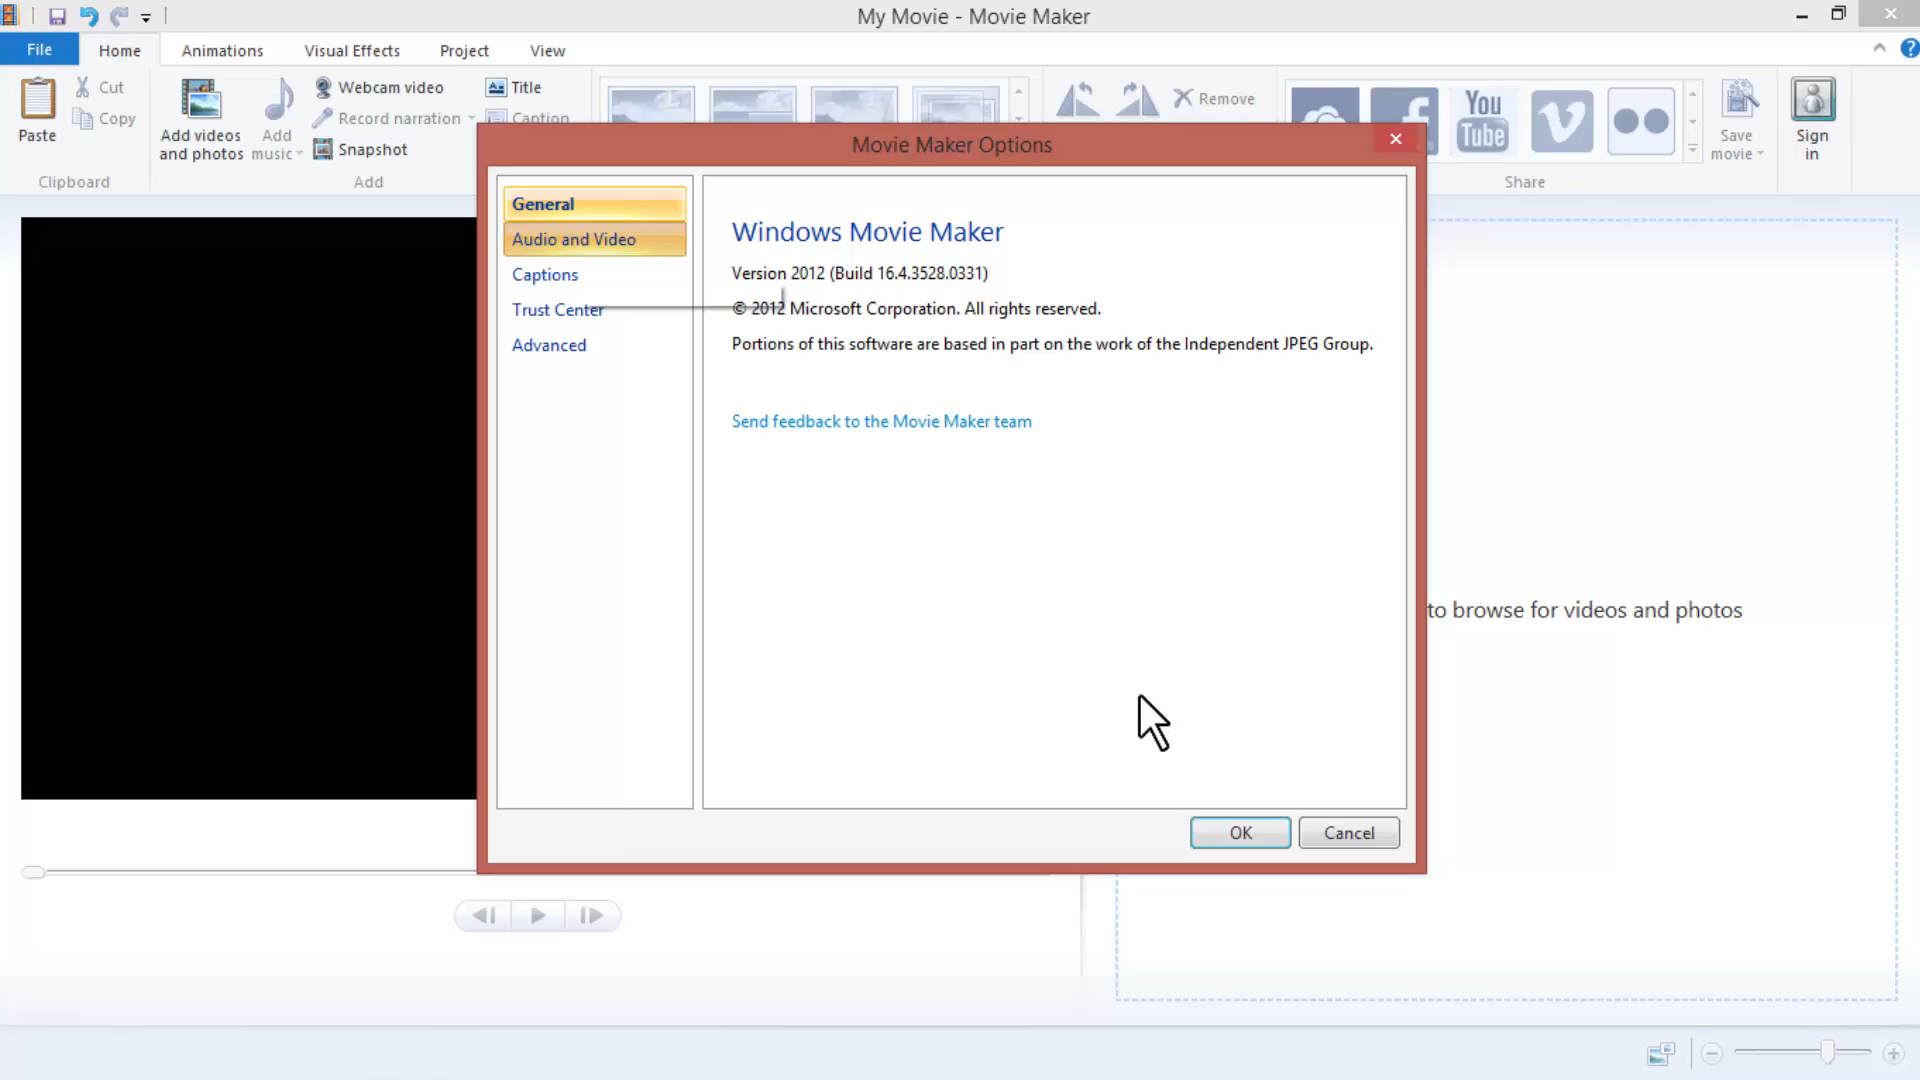 My Movie - Movie Maker
File
Home
Animations
Visual Effects
Project
View
Paste
Cut
Copy
Clipboard
Add videos
and photos
Add
music
Webcam video
Record narration
Snapshot
Add
Title
Caption
Remove
You
Tube
Share
Save
movie
Sign
in
Movie Maker Options
General
Audio and Video
Captions
Trust Center
Advanced
Windows Movie Maker
Version 2012 (Build 16.4.3528.0331)
© 2012 Microsoft Corporation. All rights reserved.
Portions of this software are based in part on the work of the Independent JPEG Group.
Send feedback to the Movie Maker team
to browse for videos and photos
OK
Cancel